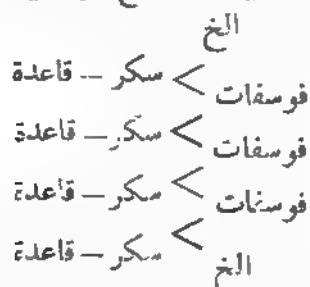 الخ
سكر – قاعدة
فوسفات
سكر – قاعدة
فوسفات
سكر – قاعدة
فوسفات
سكر – قاعدة
الخ